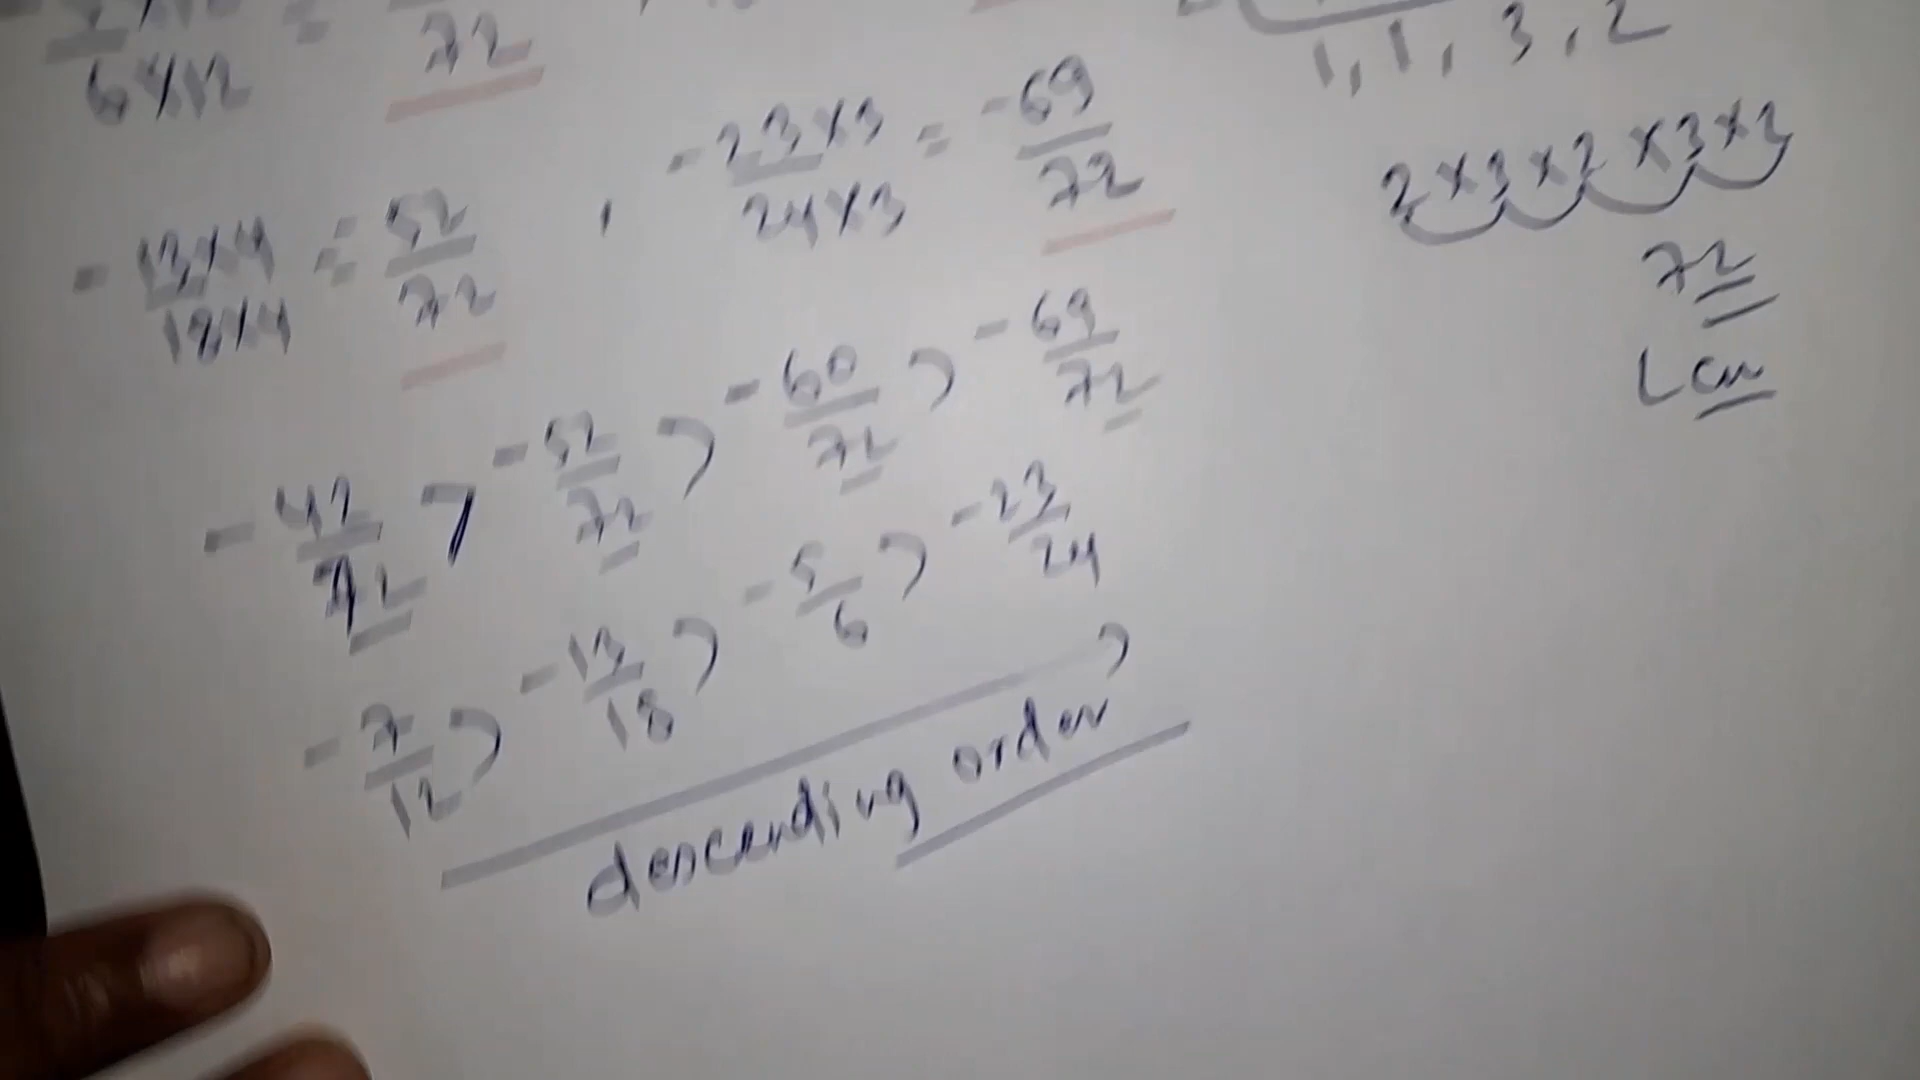 6×12 = 72
1, 1, 3, 2
-23×3/24×3 = -69/72
2×3×2×3×2
-13×4/18×4 = -52/72
72
Lcm
-42/72 > -52/72 > -60/72 > -69/72
-7/12 > -13/18 > -5/6 > -23/24
descending order